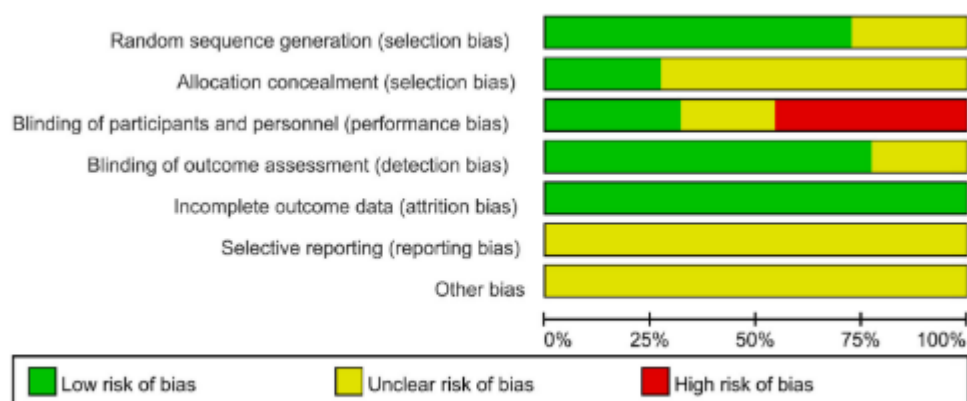 Random sequence generation (selection bias)
Allocation concealment (selection bias)
Blinding of participants and personnel (performance bias)
Blinding of outcome assessment (detection bias)
Incomplete outcome data (attrition bias)
Selective reporting (reporting bias)
Other bias
0% 25% 50% 75% 100%
Low risk of bias Unclear risk of bias High risk of bias